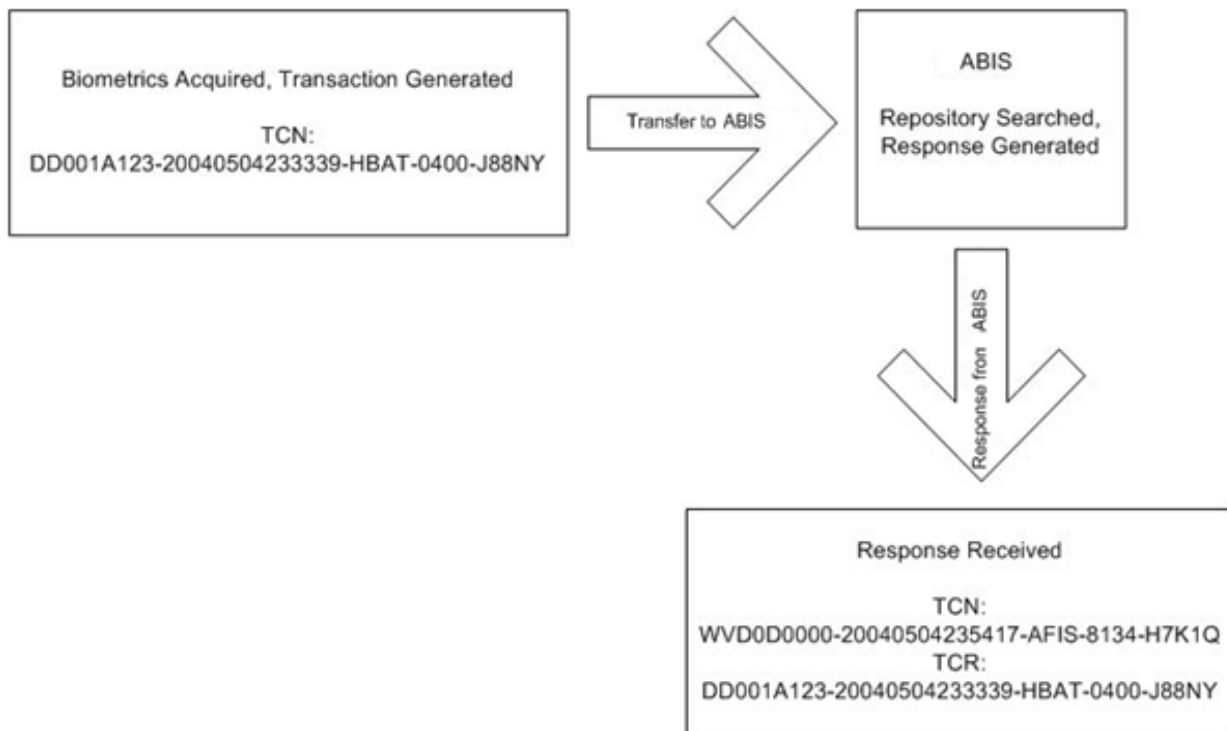 Biometrics Acquired, Transaction Generated
TCN:
DD001A123-20040504233339-HBAT-0400-J88NY
Transfer to ABIS
ABIS
Repository Searched,
Response Generated
Response fron ABIS
Response Received
TCN:
WVD0D0000-20040504235417-AFIS-8134-H7K1Q
TCR:
DD001A123-20040504233339-HBAT-0400-J88NY